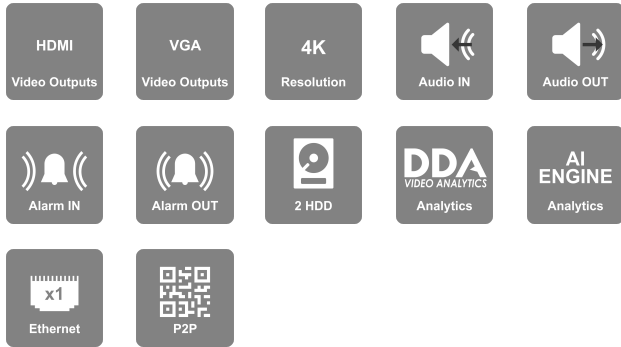 HDMI
Video Outputs
VGA
Video Outputs
4K
Resolution
Audio IN
Audio OUT
Alarm IN
Alarm OUT
2 HDD
DDA
VIDEO ANALYTICS
Analytics
AI
ENGINE
Analytics
x1
Ethernet
P2P